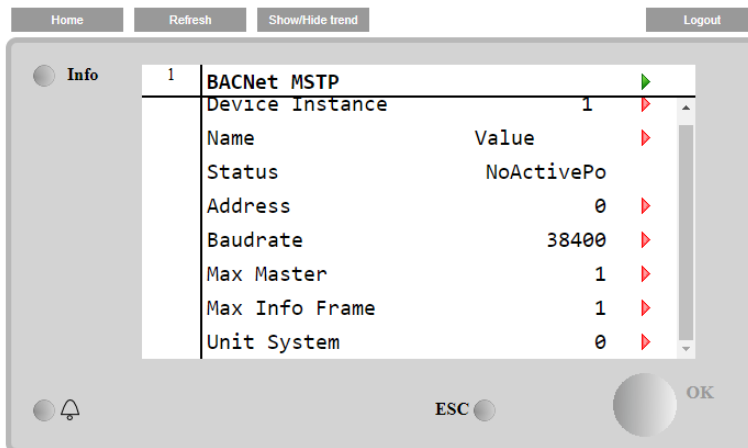 Home Refresh Show/Hide trend Logout
Info 1 BACNet MSTP
Device Instance 1
Name Value
Status NoActivePo
Address 0
Baudrate 38400
Max Master 1
Max Info Frame 1
Unit System 0
ESC OK